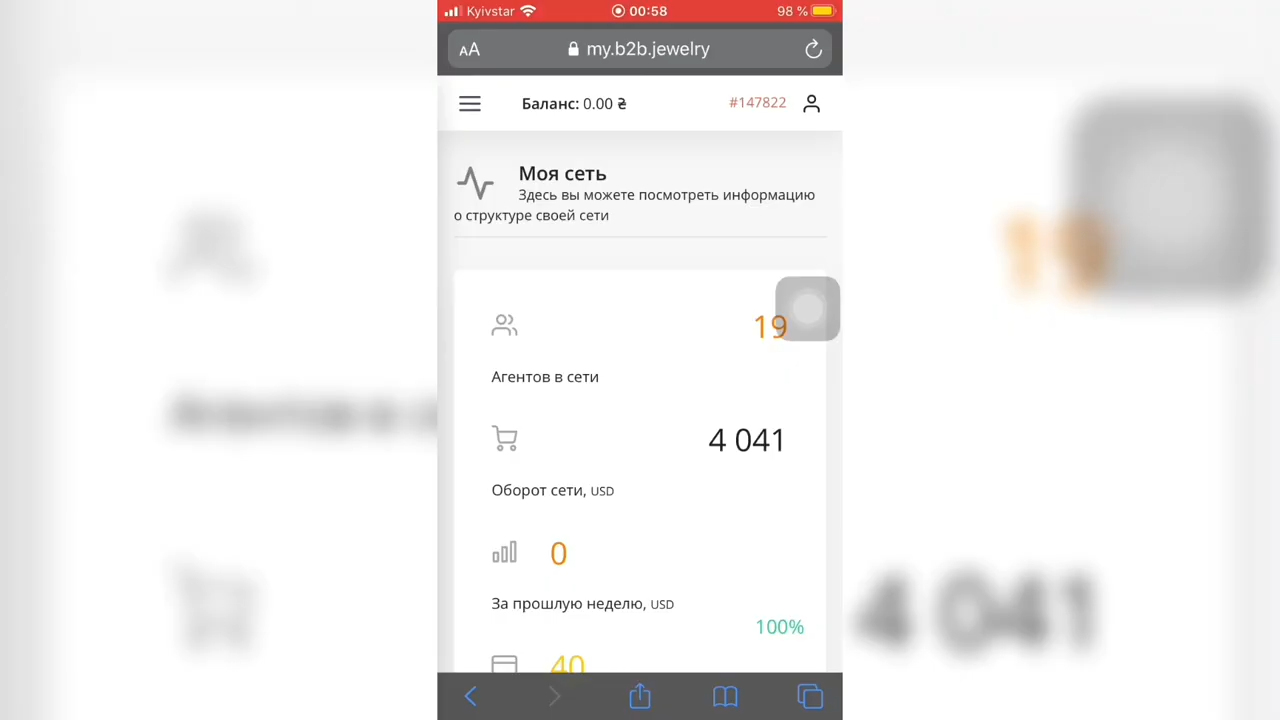 Kyivstar 00:58 98 %
AA my.b2b.jewelry
Баланс: 0.00 ₴ #147822
Моя сеть
Здесь вы можете посмотреть информацию
о структуре своей сети
19
Агентов в сети
4 041
Оборот сети, USD
0
За прошлую неделю, USD
100%
40